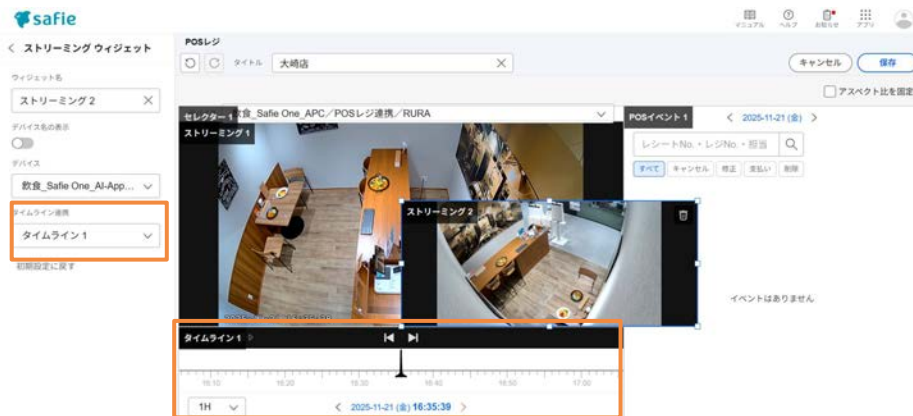 safie
マニュアル
ヘルプ
お知らせ
アプリ
ストリーミング ウィジェット
POSレジ
タイトル
大崎店
キャンセル
保存
アスペクト比を固定
ウィジェット名
ストリーミング 2
デバイス名の表示
デバイス
飲食_Safie One_AI-App...
タイムライン連携
タイムライン 1
初期設定に戻す
セレクター 1
飲食_Safie One_APC／POSレジ連携／RURA
ストリーミング 1
ストリーミング 2
POSイベント 1
2025-11-21 (金)
レシートNo.・レジNo.・担当
すべて
キャンセル
修正
支払い
削除
イベントはありません
タイムライン 1
16:10 16:20 16:30 16:40 16:50 17:00
1H
2025-11-21 (金) 16:35:39